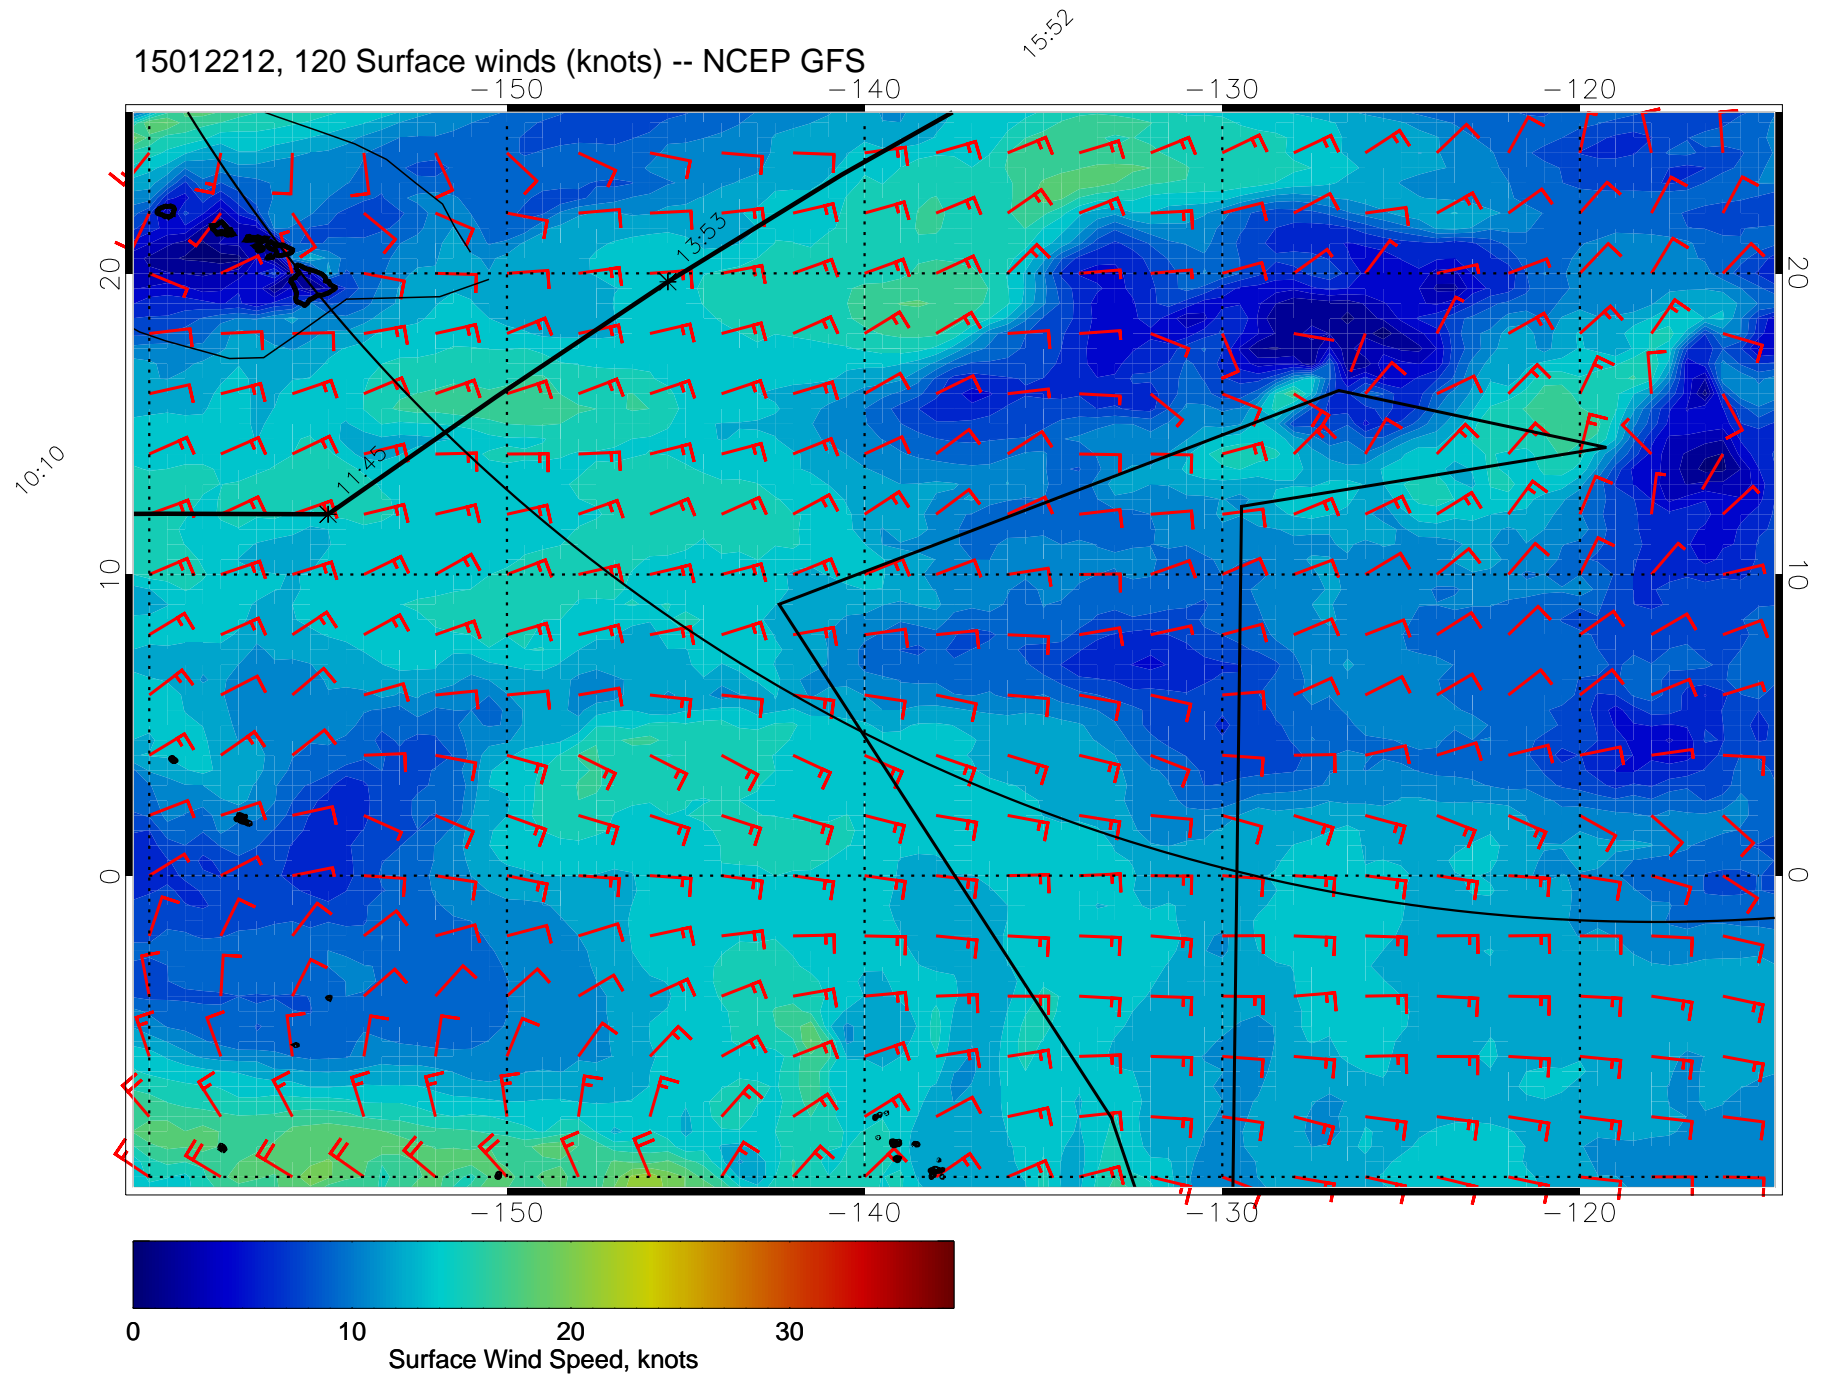 15:52
15012212, 120 Surface winds (knots) -- NCEP GFS
-150 -140 -130 -120
13:53
20 20
11:45
10:10
10 10
0 0
-150 -140 -130 -120
0 10 20 30
Surface Wind Speed, knots